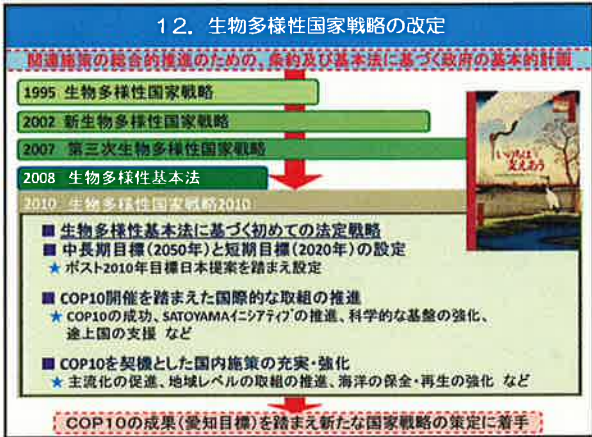 12. 生物多様性国家戦略の改定
関連施策の総合的推進のための、条約及び基本法に基づく政府の基本的計画
1995 生物多様性国家戦略
2002 新生物多様性国家戦略
2007 第三次生物多様性国家戦略
2008 生物多様性基本法
2010 生物多様性国家戦略2010
いのちは支えあう
■ 生物多様性基本法に基づく初めての法定戦略
■ 中長期目標(2050年)と短期目標(2020年)の設定
★ ポスト2010年目標日本提案を踏まえ設定
■ COP10開催を踏まえた国際的な取組の推進
★ COP10の成功、SATOYAMAイニシアティブの推進、科学的な基盤の強化、
途上国の支援 など
■ COP10を契機とした国内施策の充実・強化
★ 主流化の促進、地域レベルの取組の推進、海洋の保全・再生の強化 など
COP10の成果(愛知目標)を踏まえ新たな国家戦略の策定に着手